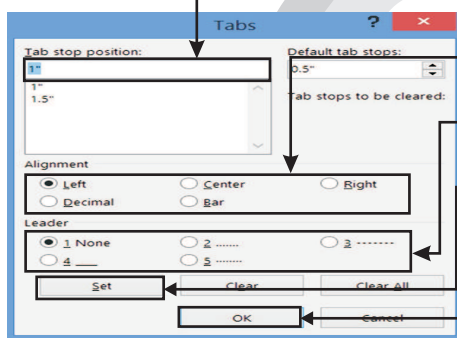 Tabs ? ×
Tab stop position: Default tab stops:
1" 0.5"
1" Tab stops to be cleared:
1.5"
Alignment
Left Center Right
Decimal Bar
Leader
1 None 2 ....... 3 -------
4 ___ 5 ........
Set Clear Clear All
OK Cancel